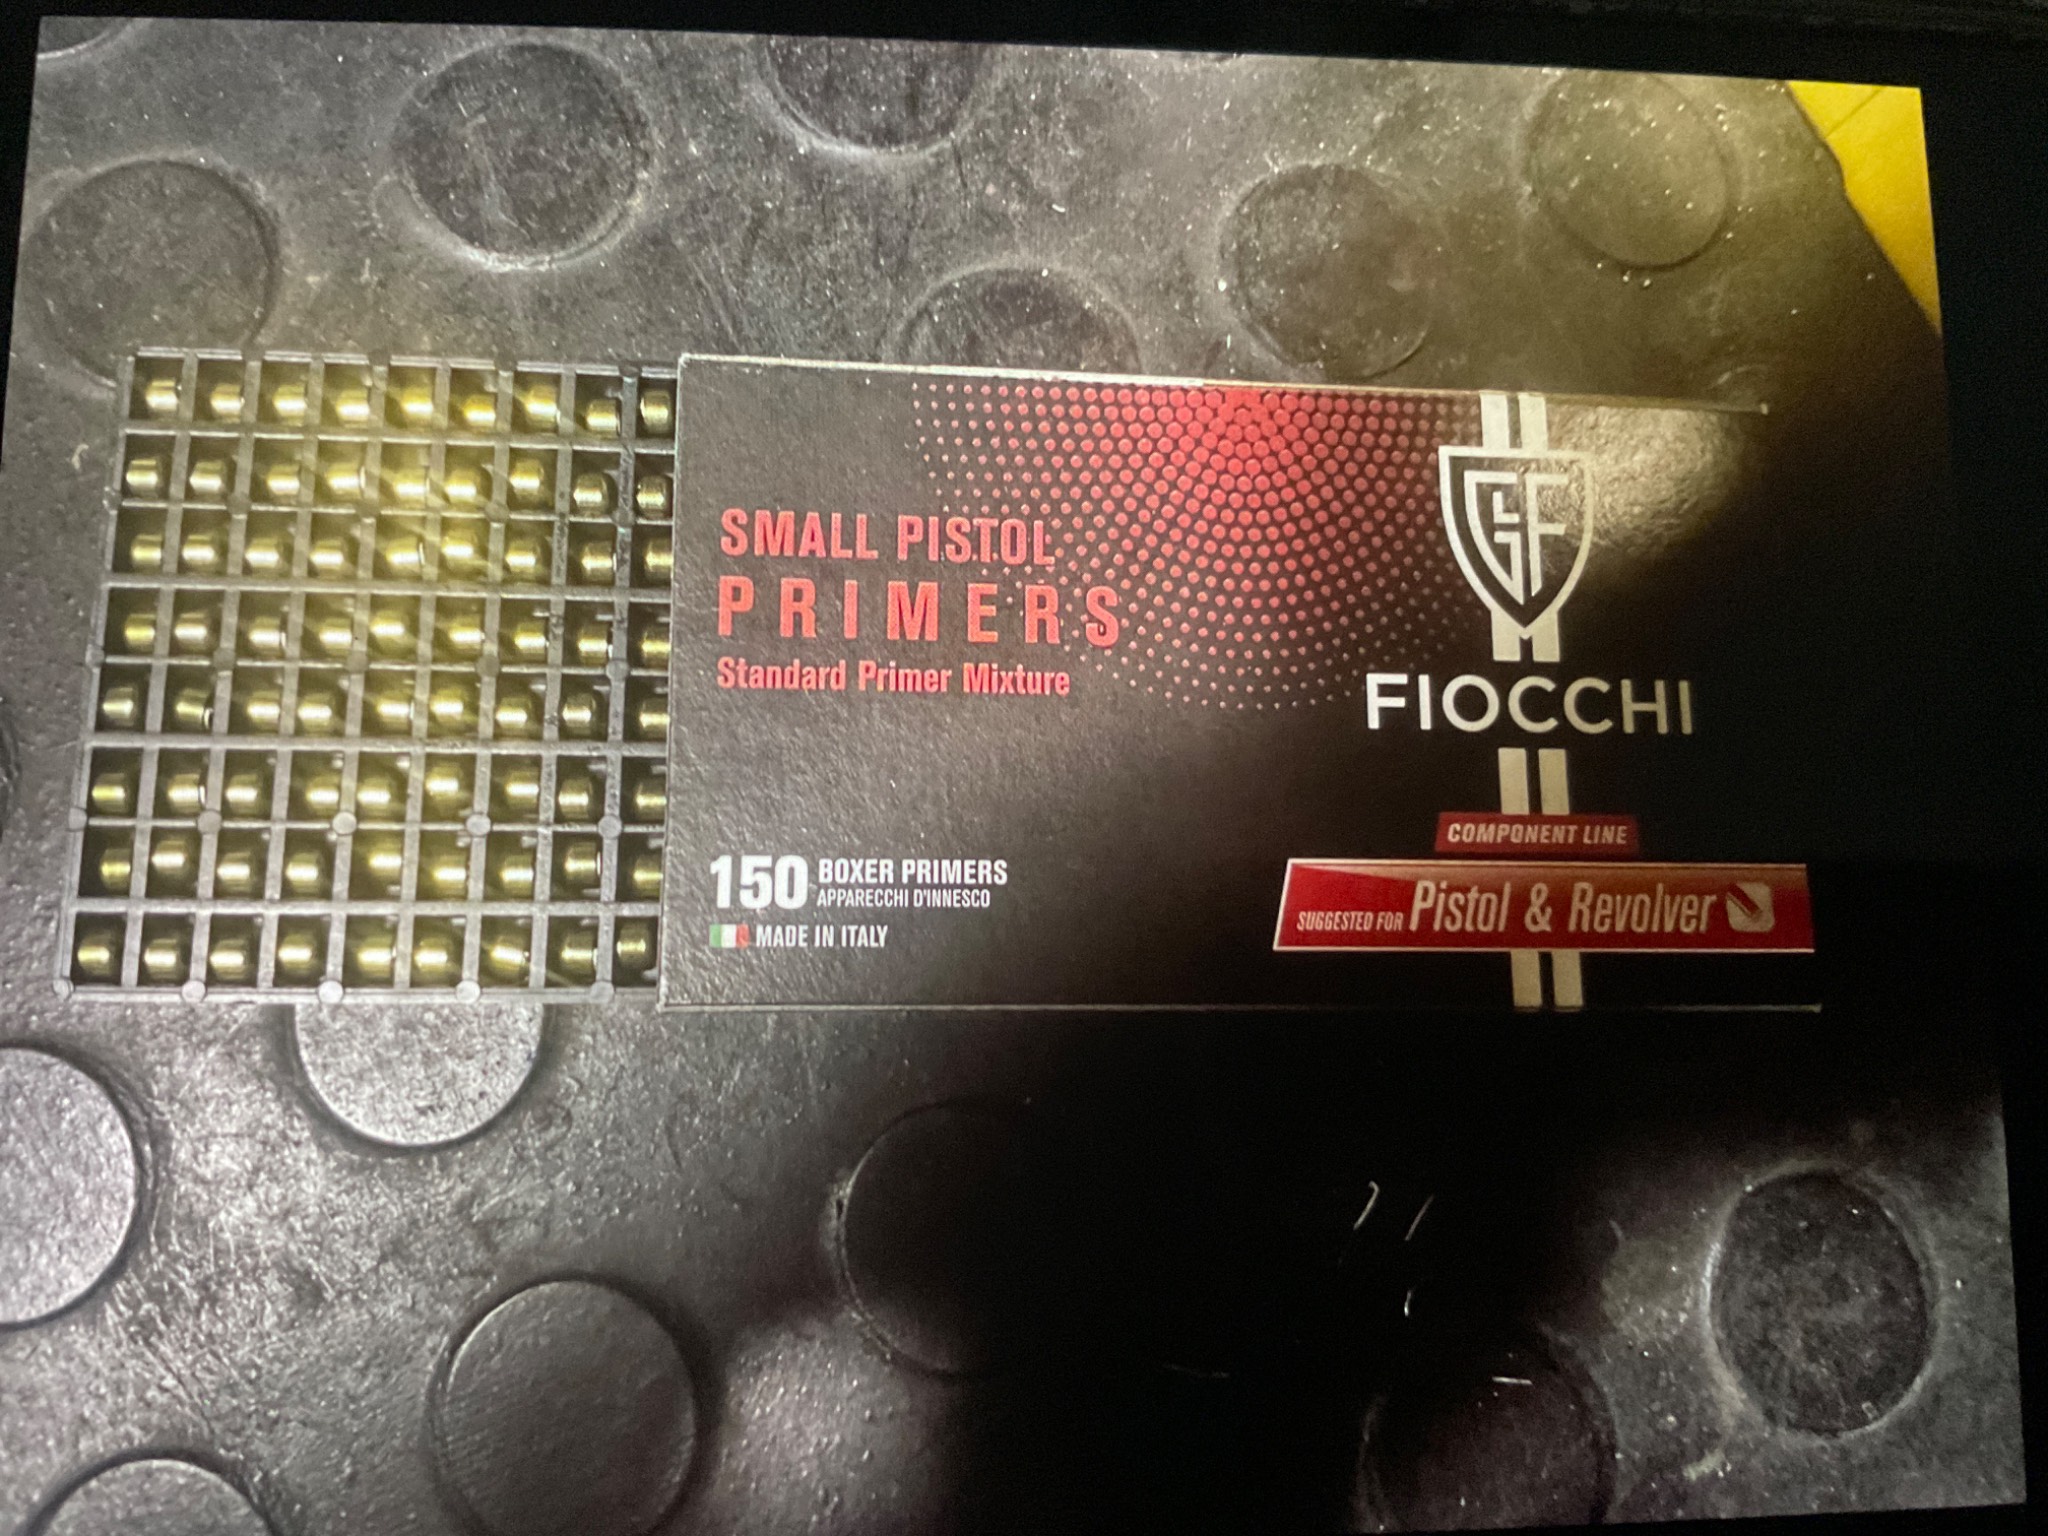 SMALL PISTOL
PRIMERS
Standard Primer Mixture
150 BOXER PRIMERS
APPARECCHI D'INNESCO
MADE IN ITALY
GF
FIOCCHI
COMPONENT LINE
SUGGESTED FOR Pistol & Revolver